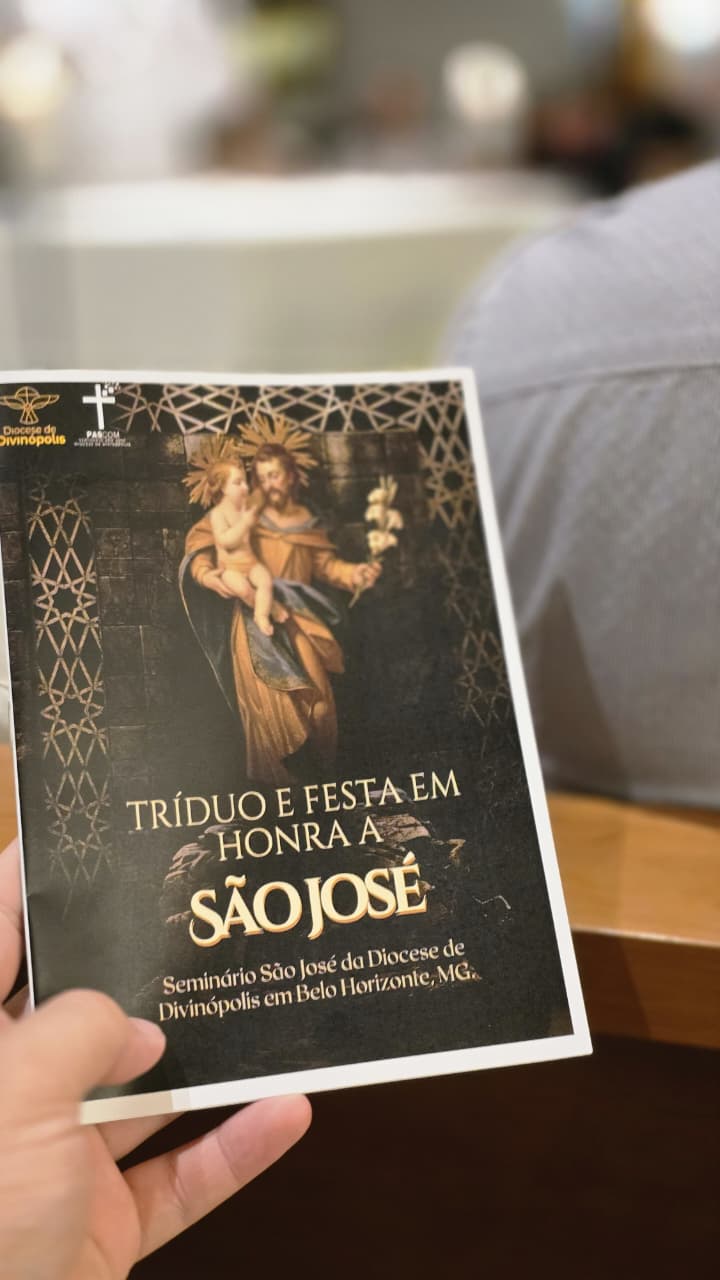 Diocese de
Divinópolis
PASCOM
TRÍDUO E FESTA EM
HONRA A
SÃO JOSÉ
Seminário São José da Diocese de
Divinópolis em Belo Horizonte, MG.